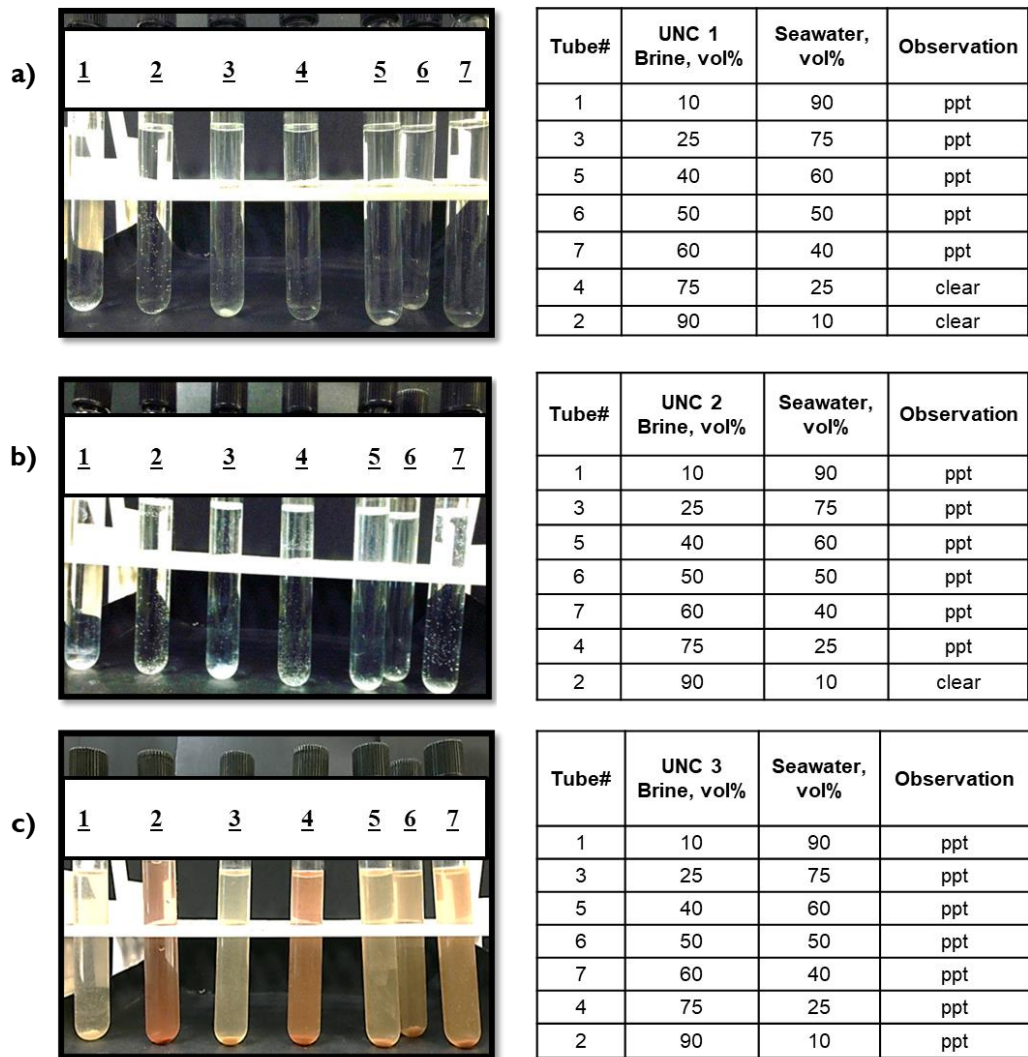 a)
1 2 3 4 5 6 7
Tube# UNC 1 Brine, vol% Seawater, vol% Observation
1 10 90 ppt
3 25 75 ppt
5 40 60 ppt
6 50 50 ppt
7 60 40 ppt
4 75 25 clear
2 90 10 clear
b)
1 2 3 4 5 6 7
Tube# UNC 2 Brine, vol% Seawater, vol% Observation
1 10 90 ppt
3 25 75 ppt
5 40 60 ppt
6 50 50 ppt
7 60 40 ppt
4 75 25 ppt
2 90 10 clear
c)
1 2 3 4 5 6 7
Tube# UNC 3 Brine, vol% Seawater, vol% Observation
1 10 90 ppt
3 25 75 ppt
5 40 60 ppt
6 50 50 ppt
7 60 40 ppt
4 75 25 ppt
2 90 10 ppt